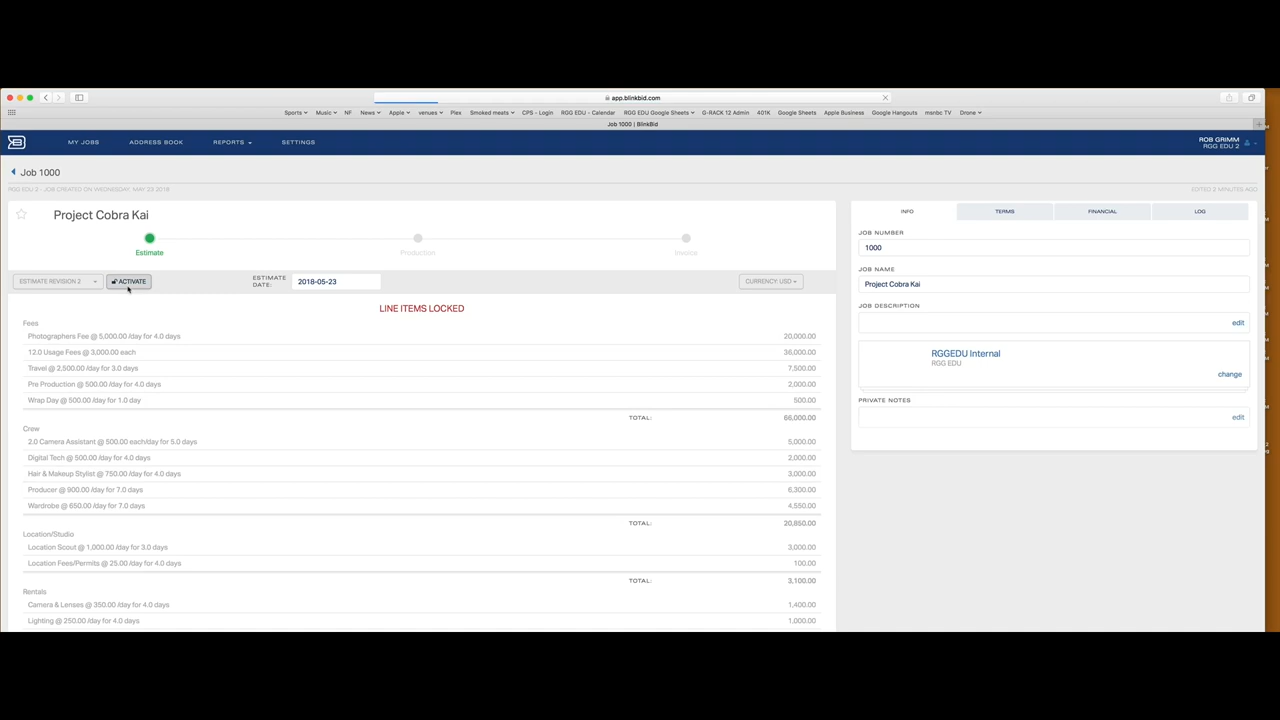 app.blinkbid.com
Sports Music NF News Plex Apple venues Smoked meats CPS - Login RGG EDU - Calendar RGG EDU Google Sheets G-RACK 12 Admin 401K Google Sheets Apple Business Google Hangouts msnbc TV Drone
Job 1000 | BlinkBid
MY JOBS ADDRESS BOOK REPORTS SETTINGS
ROB GRIMM
RGG EDU 2
Job 1000
RGG EDU 2 - JOB CREATED ON WEDNESDAY, MAY 23 2018
EDITED 2 MINUTES AGO
Project Cobra Kai
Estimate Production Invoice
ESTIMATE REVISION 2 ACTIVATE
ESTIMATE DATE: 2018-05-23
CURRENCY: USD
LINE ITEMS LOCKED
Fees
Photographers Fee @ 5,000.00 /day for 4.0 days 20,000.00
12.0 Usage Fees @ 3,000.00 each 36,000.00
Travel @ 2,500.00 /day for 3.0 days 7,500.00
Pre Production @ 500.00 /day for 4.0 days 2,000.00
Wrap Day @ 500.00 /day for 1.0 day 500.00
TOTAL: 66,000.00
Crew
2.0 Camera Assistant @ 500.00 each/day for 5.0 days 5,000.00
Digital Tech @ 500.00 /day for 4.0 days 2,000.00
Hair & Makeup Stylist @ 750.00 /day for 4.0 days 3,000.00
Producer @ 900.00 /day for 7.0 days 6,300.00
Wardrobe @ 650.00 /day for 7.0 days 4,550.00
TOTAL: 20,850.00
Location/Studio
Location Scout @ 1,000.00 /day for 3.0 days 3,000.00
Location Fees/Permits @ 25.00 /day for 4.0 days 100.00
TOTAL: 3,100.00
Rentals
Camera & Lenses @ 350.00 /day for 4.0 days 1,400.00
Lighting @ 250.00 /day for 4.0 days 1,000.00
INFO TERMS FINANCIAL LOG
JOB NUMBER
1000
JOB NAME
Project Cobra Kai
JOB DESCRIPTION
edit
RGGEDU Internal
RGG EDU
change
PRIVATE NOTES
edit